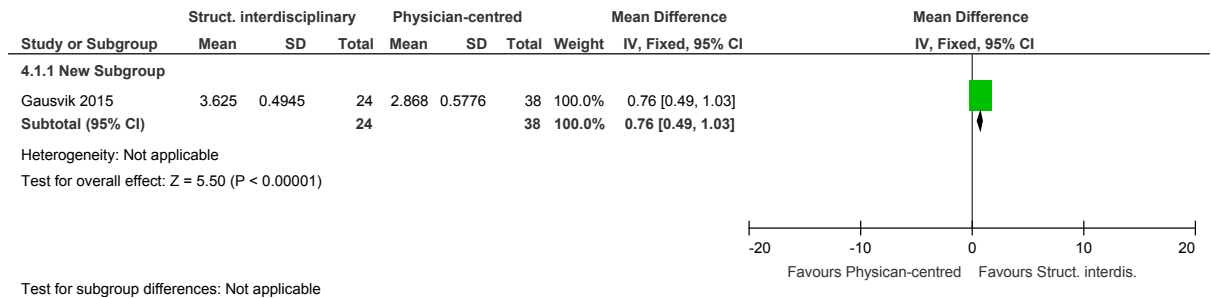 Struct. interdisciplinary Physician-centred Mean Difference Mean Difference
Study or Subgroup Mean SD Total Mean SD Total Weight IV, Fixed, 95% CI IV, Fixed, 95% CI
4.1.1 New Subgroup
Gausvik 2015 3.625 0.4945 24 2.868 0.5776 38 100.0% 0.76 [0.49, 1.03]
Subtotal (95% CI) 24 38 100.0% 0.76 [0.49, 1.03]
Heterogeneity: Not applicable
Test for overall effect: Z = 5.50 (P < 0.00001)
-20 -10 0 10 20
Favours Physican-centred Favours Struct. interdis.
Test for subgroup differences: Not applicable